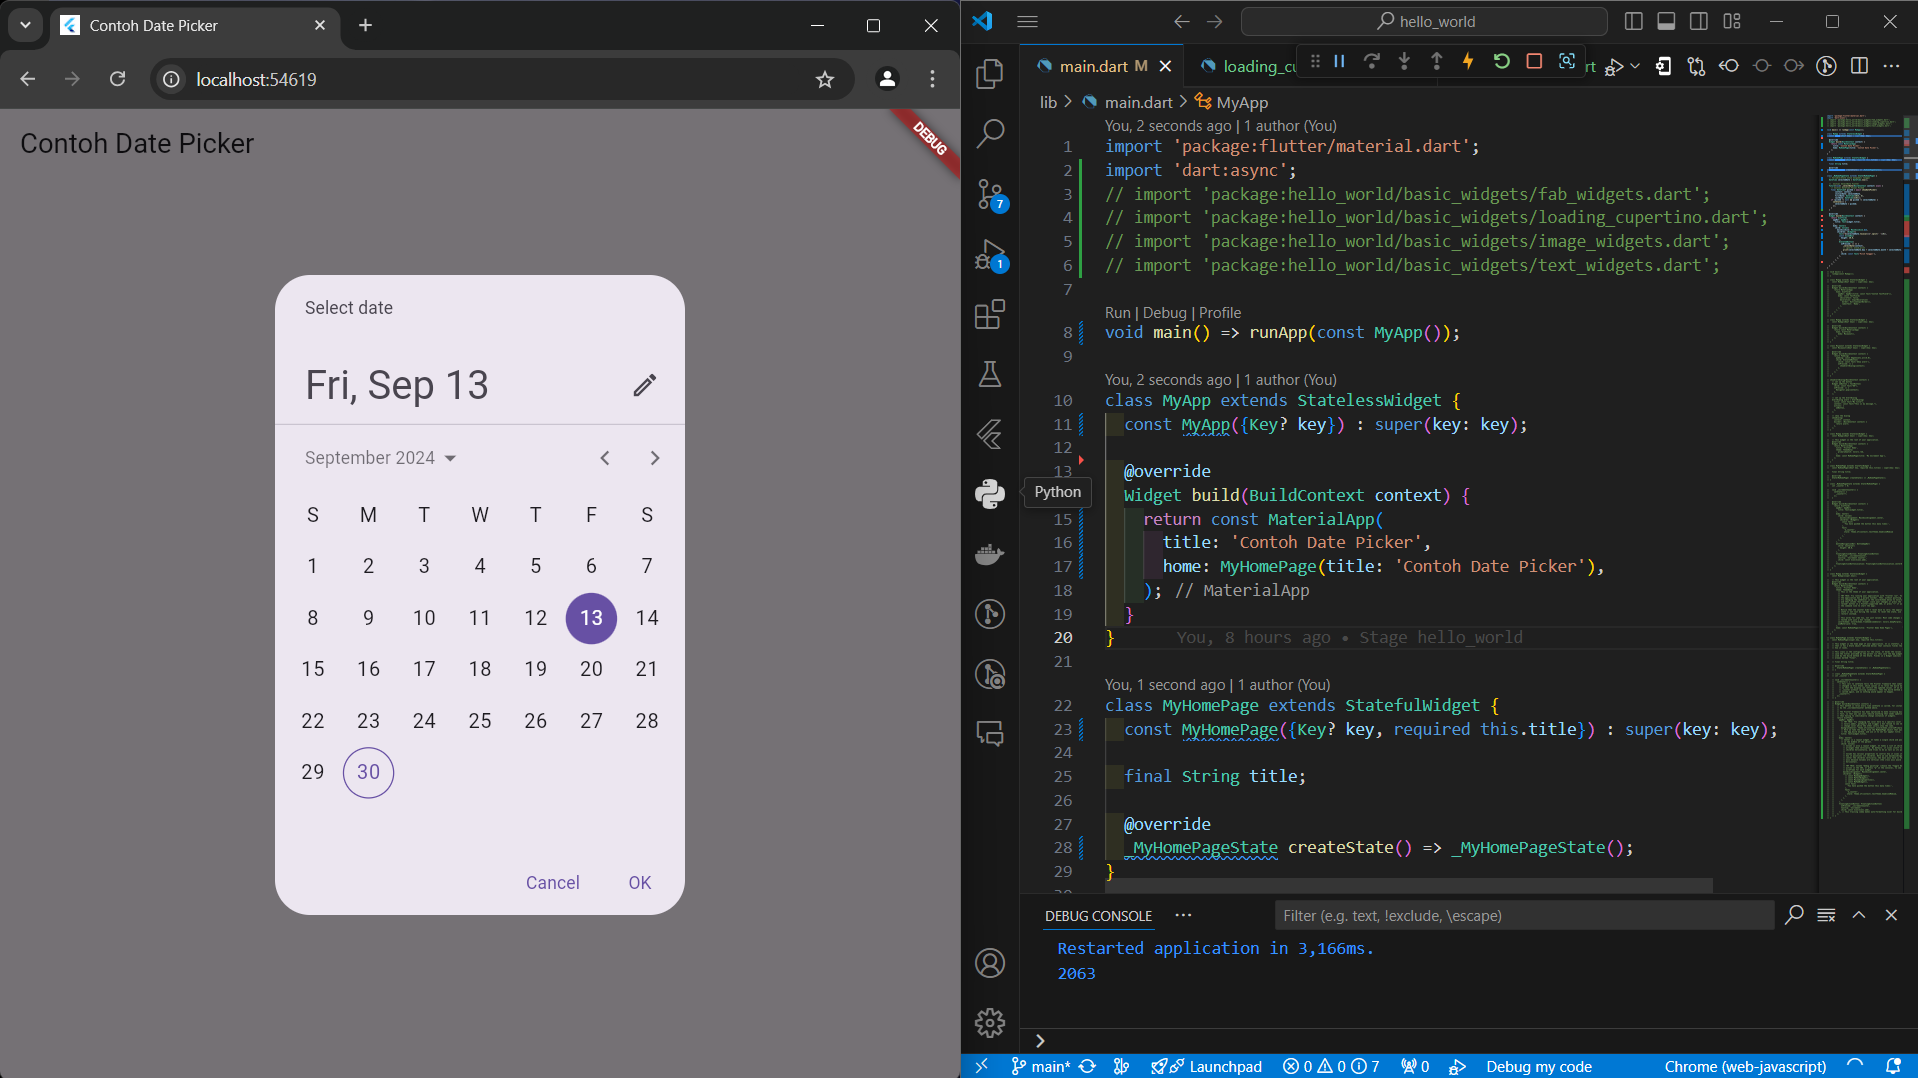 Contoh Date Picker
localhost:54619
Contoh Date Picker
DEBUG
Select date
Fri, Sep 13
September 2024
S M T W T F S
1 2 3 4 5 6 7
8 9 10 11 12 13 14
15 16 17 18 19 20 21
22 23 24 25 26 27 28
29 30
Cancel OK
hello_world
main.dart M
loading_cu
rt
lib > main.dart > MyApp
You, 2 seconds ago | 1 author (You)
1 import 'package:flutter/material.dart';
2 import 'dart:async';
3 // import 'package:hello_world/basic_widgets/fab_widgets.dart';
4 // import 'package:hello_world/basic_widgets/loading_cupertino.dart';
5 // import 'package:hello_world/basic_widgets/image_widgets.dart';
6 // import 'package:hello_world/basic_widgets/text_widgets.dart';
7
Run | Debug | Profile
8 void main() => runApp(const MyApp());
9
You, 2 seconds ago | 1 author (You)
10 class MyApp extends StatelessWidget {
11 const MyApp({Key? key}) : super(key: key);
12
13 @override
Widget build(BuildContext context) {
15 return const MaterialApp(
16 title: 'Contoh Date Picker',
17 home: MyHomePage(title: 'Contoh Date Picker'),
18 ); // MaterialApp
19 }
20 } You, 8 hours ago • Stage hello_world
21
You, 1 second ago | 1 author (You)
22 class MyHomePage extends StatefulWidget {
23 const MyHomePage({Key? key, required this.title}) : super(key: key);
24
25 final String title;
26
27 @override
28 _MyHomePageState createState() => _MyHomePageState();
29 }
7
1
Python
DEBUG CONSOLE
Filter (e.g. text, !exclude, \escape)
Restarted application in 3,166ms.
2063
>
main* Launchpad 0 0 7 0 Debug my code Chrome (web-javascript)